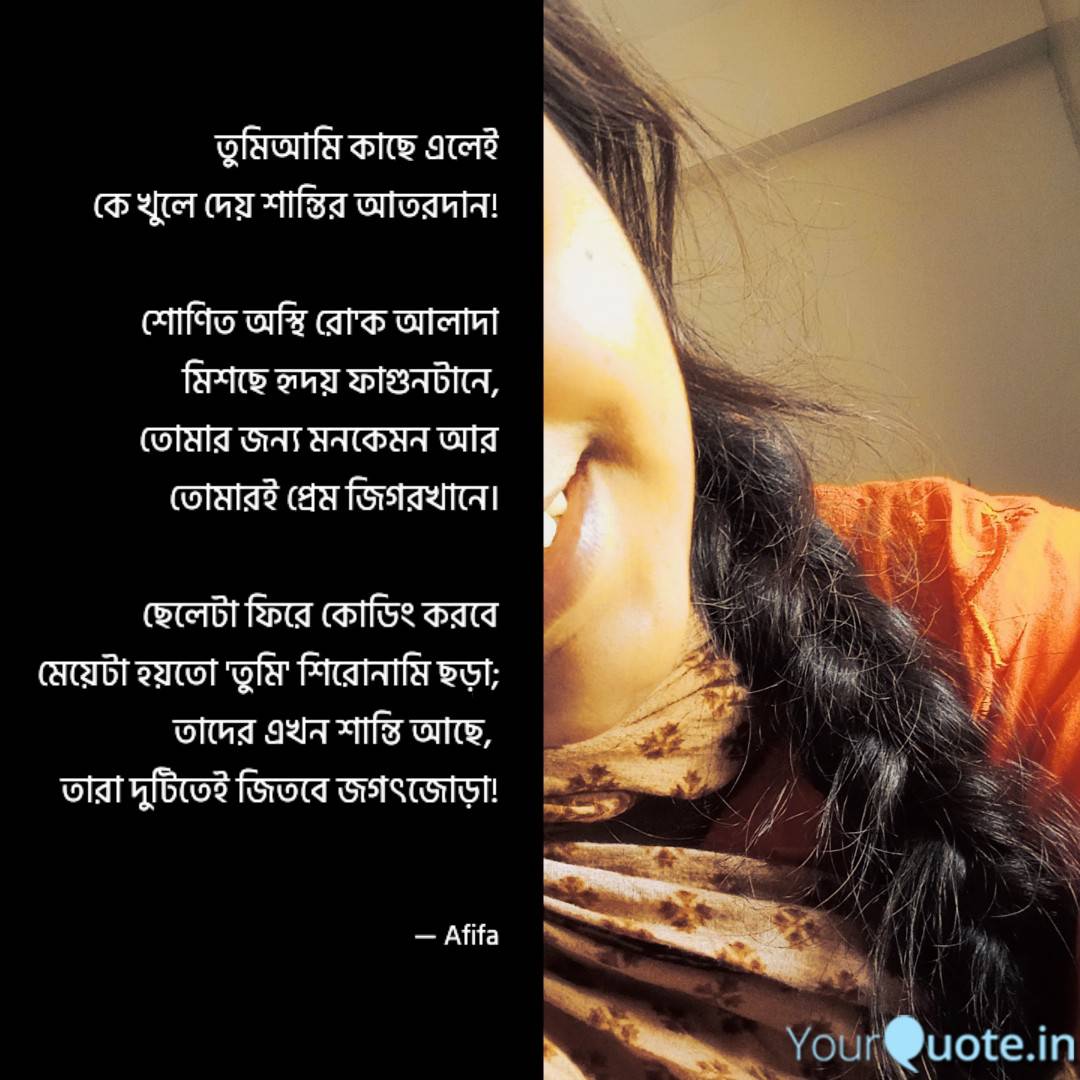 তুমিআমি কাছে এলেই
কে খুলে দেয় শান্তির আতরদান!
শোণিত অস্থি রো'ক আলাদা
মিশছে হৃদয় ফাগুনটানে,
তোমার জন্য মনকেমন আর
তোমারই প্রেম জিগরখানে।
ছেলেটা ফিরে কোডিং করবে
মেয়েটা হয়তো 'তুমি' শিরোনামি ছড়া;
তাদের এখন শান্তি আছে,
তারা দুটিতেই জিতবে জগৎজোড়া!
— Afifa
YourQuote.in